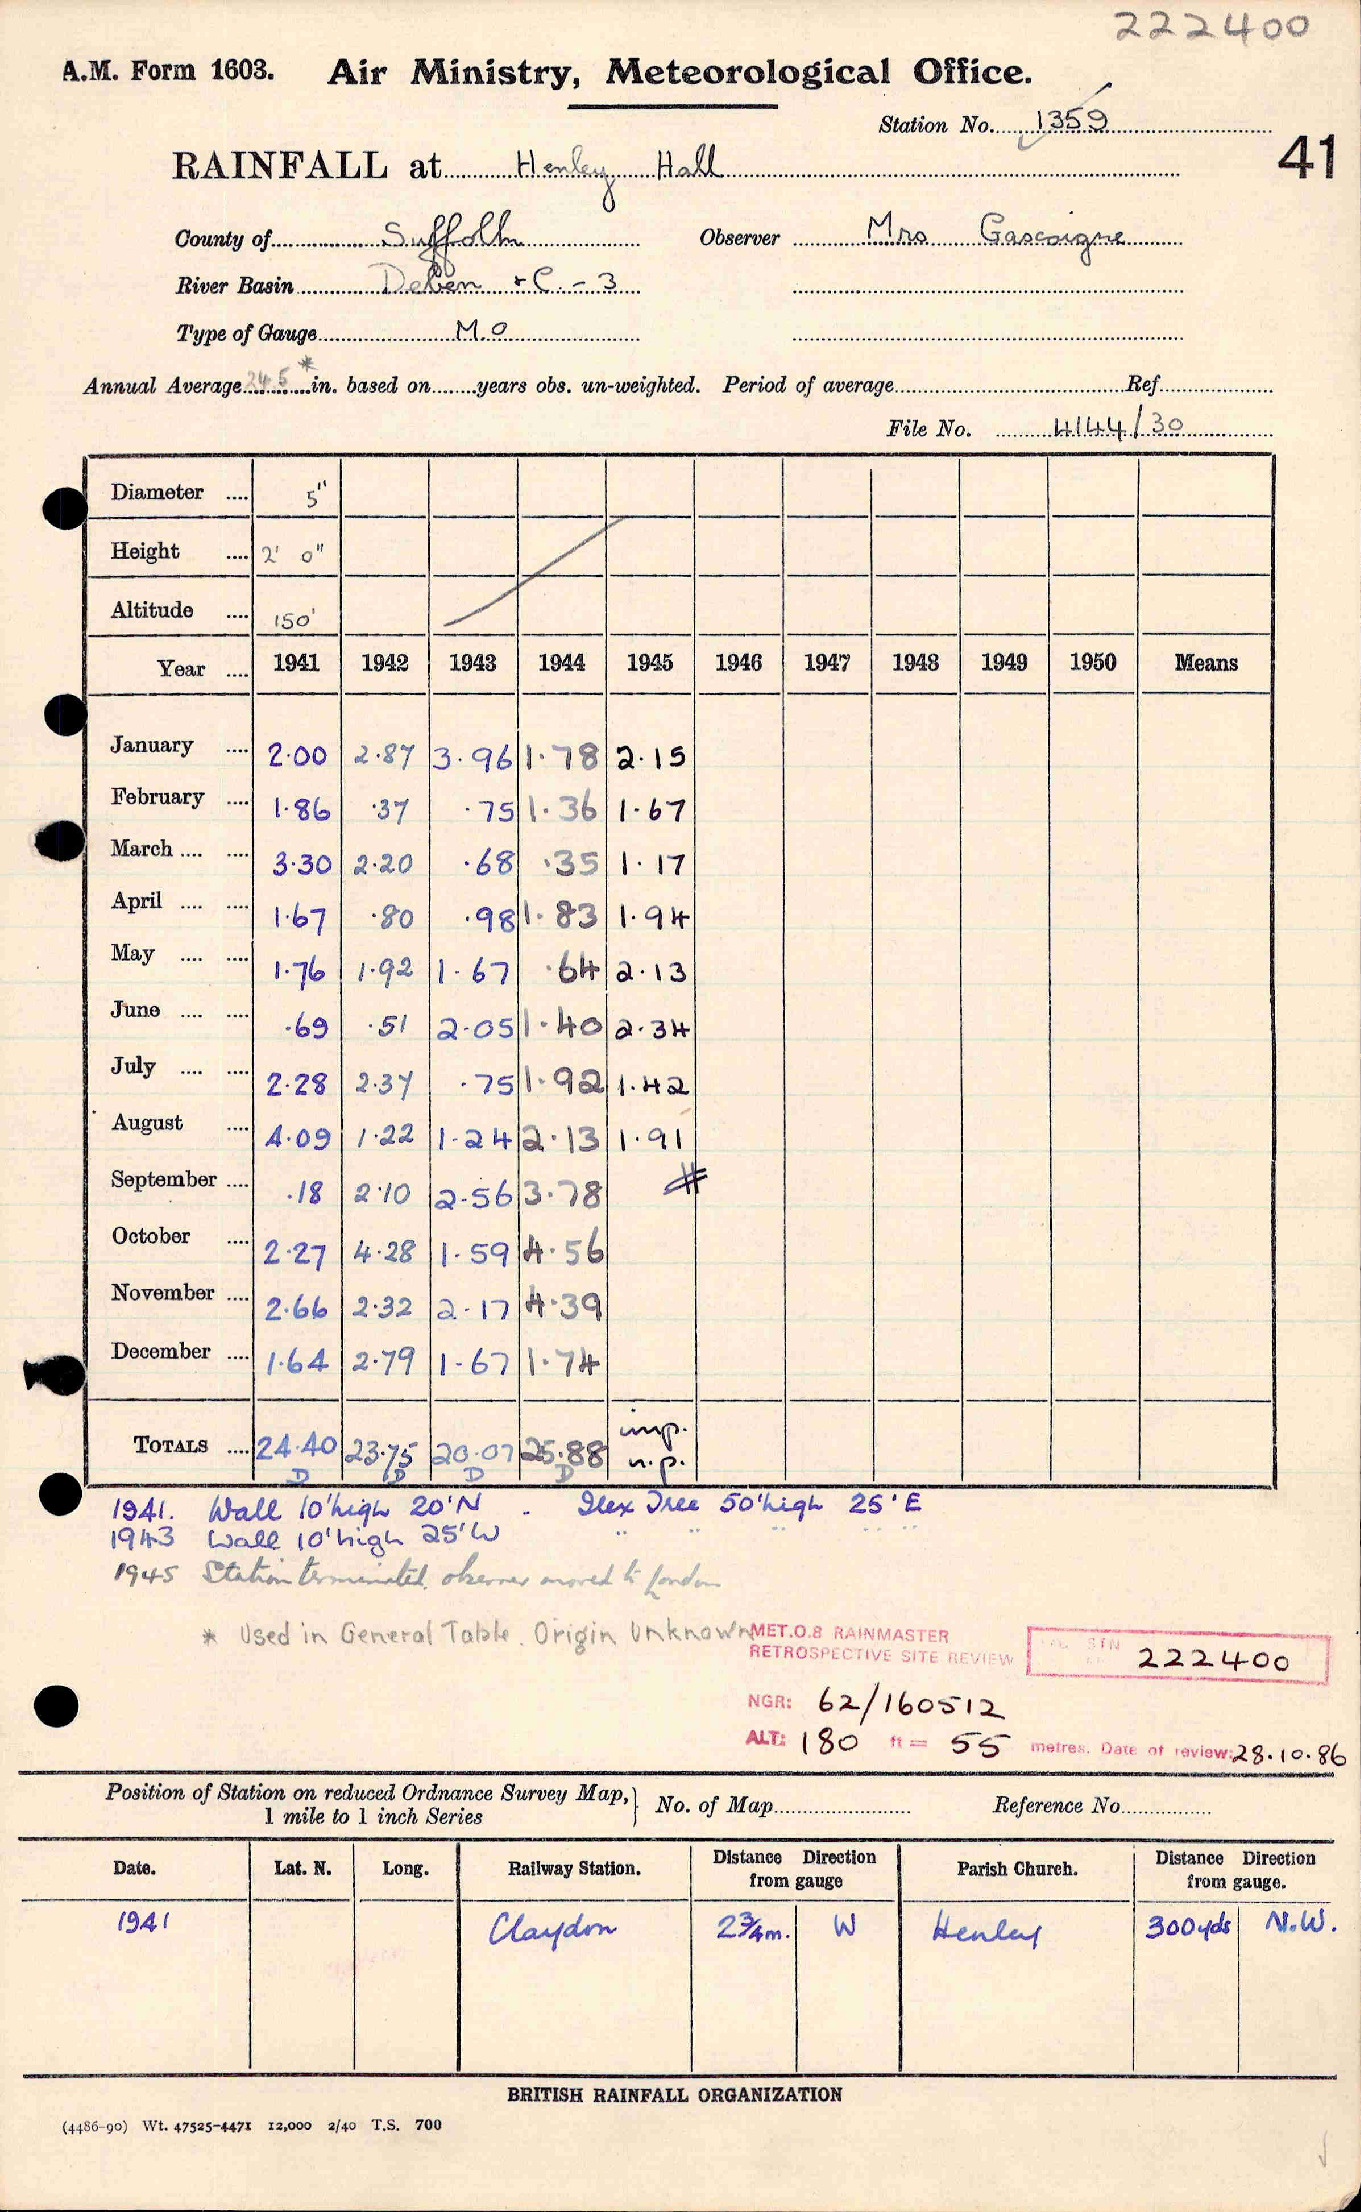 222400
A.M. Form 1603. Air Ministry, Meteorological Office.
Station No. 1359
41
RAINFALL at Henley Hall
County of Suffolk Observer Mrs Gascoigne
River Basin Deben &C. - 3
Type of Gauge M.O
Annual Average 24.5* in. based on years obs. un-weighted. Period of average Ref.
File No. 4144/30
Diameter .... 5"
Height .... 2' 0"
Altitude .... 150'
Year .... 1941 1942 1943 1944 1945 1946 1947 1948 1949 1950 Means
January .... 2.00 2.87 3.96 1.78 2.15
February .... 1.86 .37 .75 1.36 1.67
March .... .... 3.30 2.20 .68 .35 1.17
April .... .... 1.67 .80 .98 1.83 1.94
May .... .... 1.76 1.92 1.67 .64 2.13
June .... .... .69 .51 2.05 1.40 2.34
July .... .... 2.28 2.37 .75 1.92 1.42
August .... 4.09 1.22 1.24 2.13 1.91
September .... .18 2.10 2.56 3.78
October .... 2.27 4.28 1.59 4.56
November .... 2.66 2.32 2.17 4.39
December .... 1.64 2.79 1.67 1.74
TOTALS .... 24.40 23.75 20.07 25.88 imp. n.p.
D D D D
1941. Wall 10' high 20' N - Ilex Tree 50' high 25' E
1943 Wall 10' high 25' W " " " " "
1945 Station terminated, observer moved to London
* Used in General Table. Origin Unknown
MET.O.8 RAINMASTER
RETROSPECTIVE SITE REVIEW
STN 222400
NGR: 62/160512
ALT: 180 ft = 55 metres. Date of review: 28.10.86
Position of Station on reduced Ordnance Survey Map, 1 mile to 1 inch Series } No. of Map Reference No.
Date. Lat. N. Long. Railway Station. Distance Direction from gauge Parish Church. Distance Direction from gauge.
1941 Claydon 2¾m. W Henley 300yds N.W.
BRITISH RAINFALL ORGANIZATION
(4486-90) Wt. 47525-4471 12,000 2/40 T.S. 700